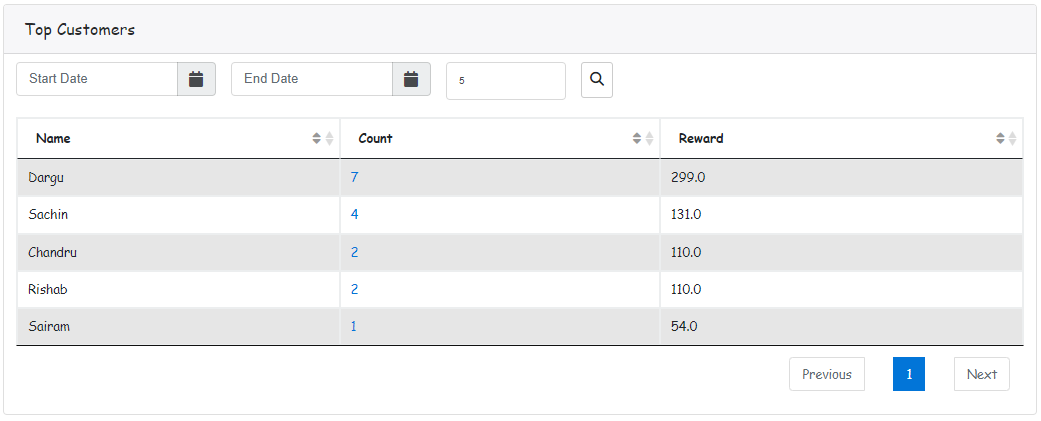 Top Customers
Start Date End Date 5
Name Count Reward
Dargu 7 299.0
Sachin 4 131.0
Chandru 2 110.0
Rishab 2 110.0
Sairam 1 54.0
Previous 1 Next